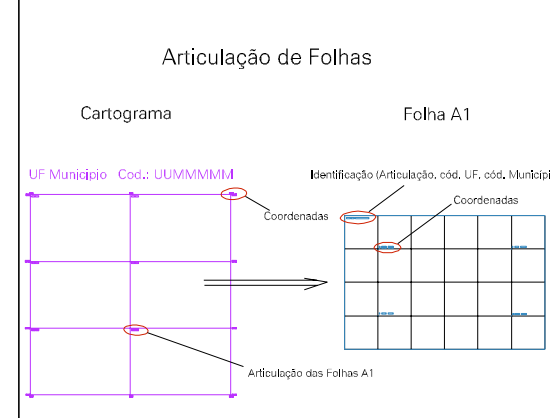 Articulação de Folhas
Cartograma
Folha A1
UF Municipio Cod.: UUMMMMM
Identificação (Articulação, cód. UF, cód. Municípi
Coordenadas
Coordenadas
Articulação das Folhas A1